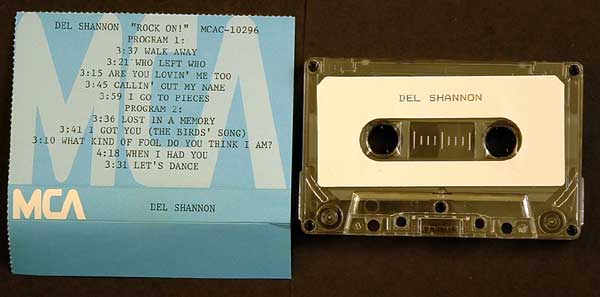 DEL SHANNON "ROCK ON!" MCAC-10296
PROGRAM 1:
3:37 WALK AWAY
3:21 WHO LEFT WHO
3:15 ARE YOU LOVIN' ME TOO
3:45 CALLIN' OUT MY NAME
3:59 I GO TO PIECES
PROGRAM 2:
3:36 LOST IN A MEMORY
3:41 I GOT YOU (THE BIRDS' SONG)
3:10 WHAT KIND OF FOOL DO YOU THINK I AM?
4:18 WHEN I HAD YOU
3:31 LET'S DANCE
MCA
MCA
DEL SHANNON
DEL SHANNON